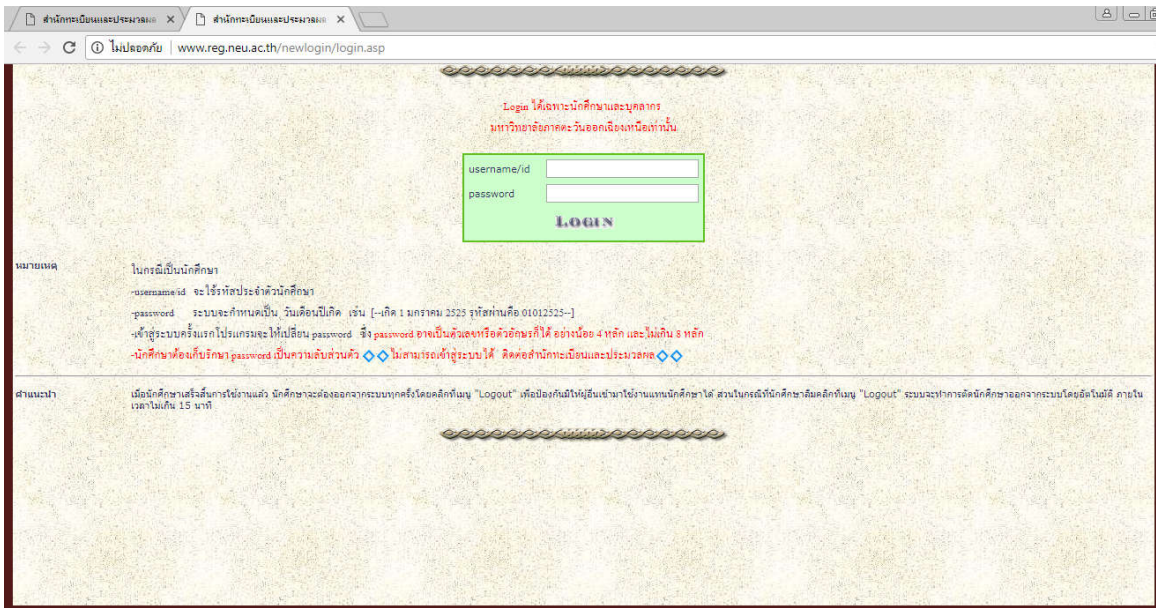 สำนักทะเบียนและประมวลผล
สำนักทะเบียนและประมวลผล
ไม่ปลอดภัย | www.reg.neu.ac.th/newlogin/login.asp
Login ได้เฉพาะนักศึกษาและบุคลากร
มหาวิทยาลัยภาคตะวันออกเฉียงเหนือเท่านั้น
username/id
password
LOGIN
หมายเหตุ
ในกรณีเป็นนักศึกษา
-username/id จะใช้รหัสประจำตัวนักศึกษา
-password ระบบจะกำหนดเป็น วันเดือนปีเกิด เช่น [--เกิด 1 มกราคม 2525 รหัสผ่านคือ 01012525--]
-เข้าสู่ระบบครั้งแรกโปรแกรมจะให้เปลี่ยน password ซึ่ง password อาจเป็นตัวเลขหรือตัวอักษรก็ได้ อย่างน้อย 4 หลัก และไม่เกิน 8 หลัก
-นักศึกษาต้องเก็บรักษา password เป็นความลับส่วนตัว ไม่สามารถเข้าสู่ระบบได้ ติดต่อสำนักทะเบียนและประมวลผล
คำแนะนำ
เมื่อนักศึกษาเสร็จสิ้นการใช้งานแล้ว นักศึกษาจะต้องออกจากระบบทุกครั้งโดยคลิกที่เมนู "Logout" เพื่อป้องกันมิให้ผู้อื่นเข้ามาใช้งานแทนนักศึกษาได้ ส่วนในกรณีที่นักศึกษาลืมคลิกที่เมนู "Logout" ระบบจะทำการตัดนักศึกษาออกจากระบบโดยอัตโนมัติ ภายใน
เวลาไม่เกิน 15 นาที